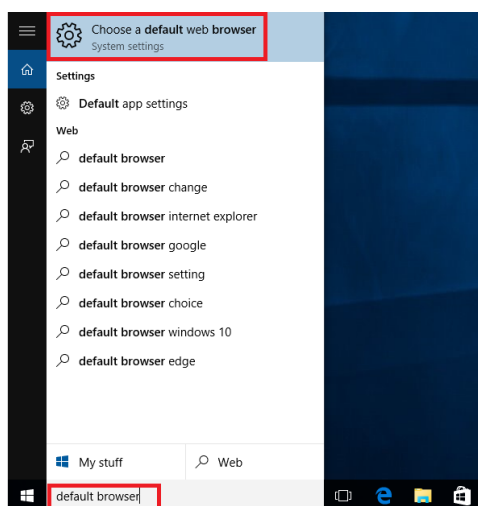 Choose a default web browser
System settings
Settings
Default app settings
Web
default browser
default browser change
default browser internet explorer
default browser google
default browser setting
default browser choice
default browser windows 10
default browser edge
My stuff
Web
default browser